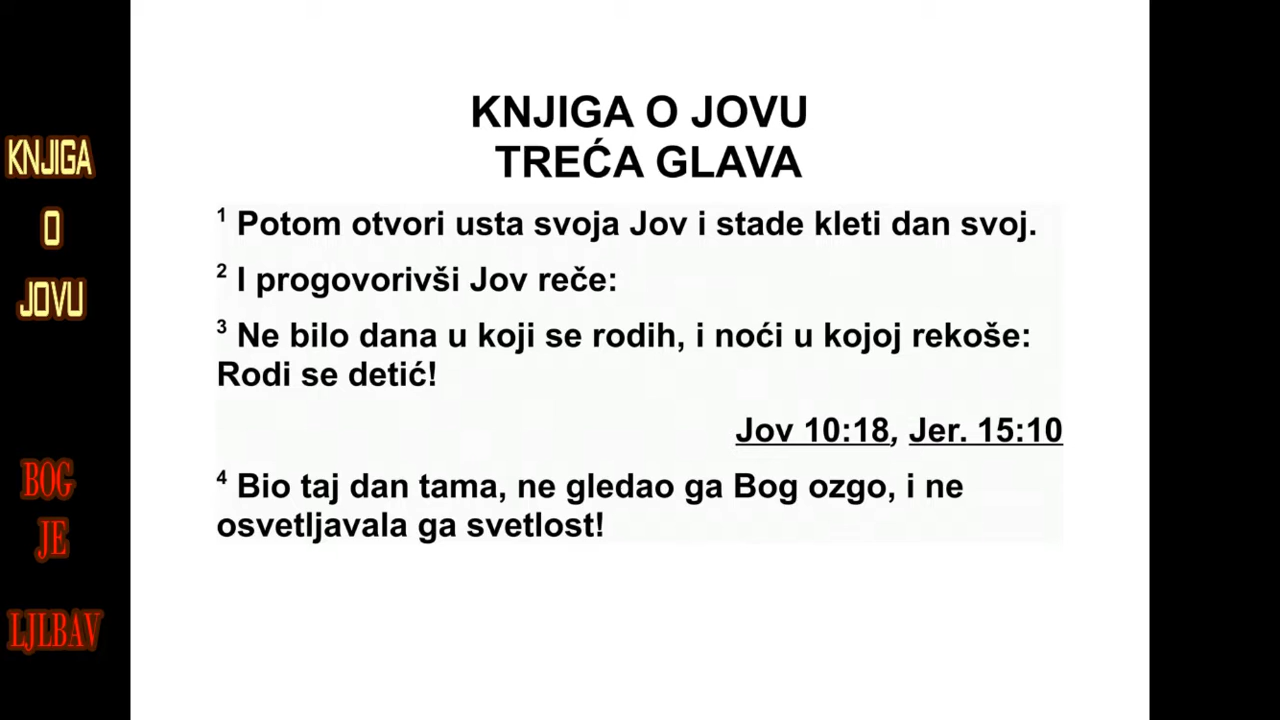 KNJIGA
O
JOVU
BOG
JE
LJLBAV
KNJIGA O JOVU
TREĆA GLAVA
1 Potom otvori usta svoja Jov i stade kleti dan svoj.
2 I progovorivši Jov reče:
3 Ne bilo dana u koji se rodih, i noći u kojoj rekoše:
Rodi se detić!
Jov 10:18, Jer. 15:10
4 Bio taj dan tama, ne gledao ga Bog ozgo, i ne
osvetljavala ga svetlost!